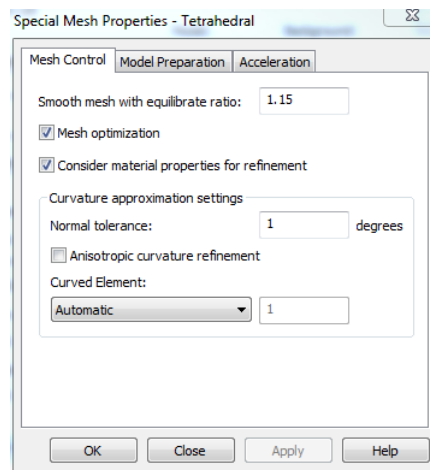 Special Mesh Properties - Tetrahedral
Mesh Control Model Preparation Acceleration
Smooth mesh with equilibrate ratio: 1.15
Mesh optimization
Consider material properties for refinement
Curvature approximation settings
Normal tolerance: 1 degrees
Anisotropic curvature refinement
Curved Element:
Automatic 1
OK Close Apply Help